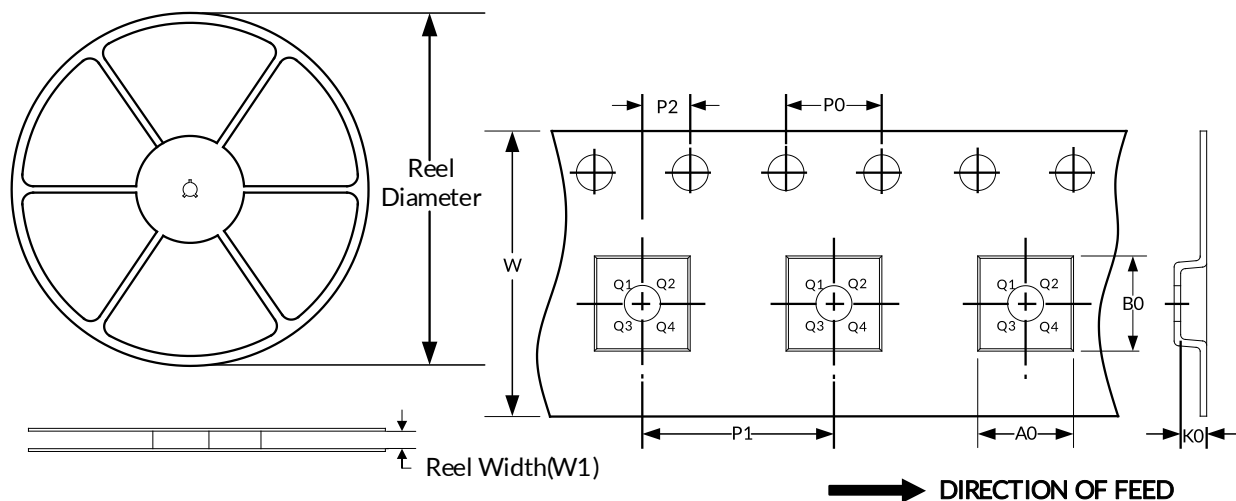 Reel
Diameter
Reel Width(W1)
P2
P0
W
Q1 Q2
Q3 Q4
Q1 Q2
Q3 Q4
Q1 Q2
Q3 Q4
B0
P1
A0
K0
DIRECTION OF FEED